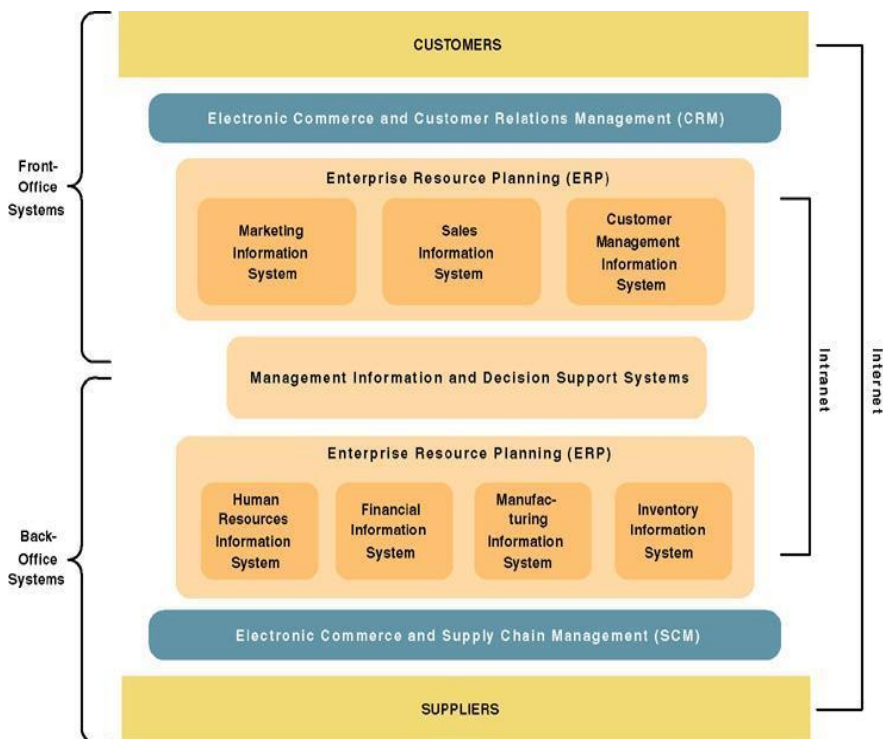 CUSTOMERS
Electronic Commerce and Customer Relations Management (CRM)
Front-
Office
Systems
Enterprise Resource Planning (ERP)
Marketing
Information
System
Sales
Information
System
Customer
Management
Information
System
Management Information and Decision Support Systems
Intranet
Internet
Enterprise Resource Planning (ERP)
Back-
Office
Systems
Human
Resources
Information
System
Financial
Information
System
Manufac-
turing
Information
System
Inventory
Information
System
Electronic Commerce and Supply Chain Management (SCM)
SUPPLIERS